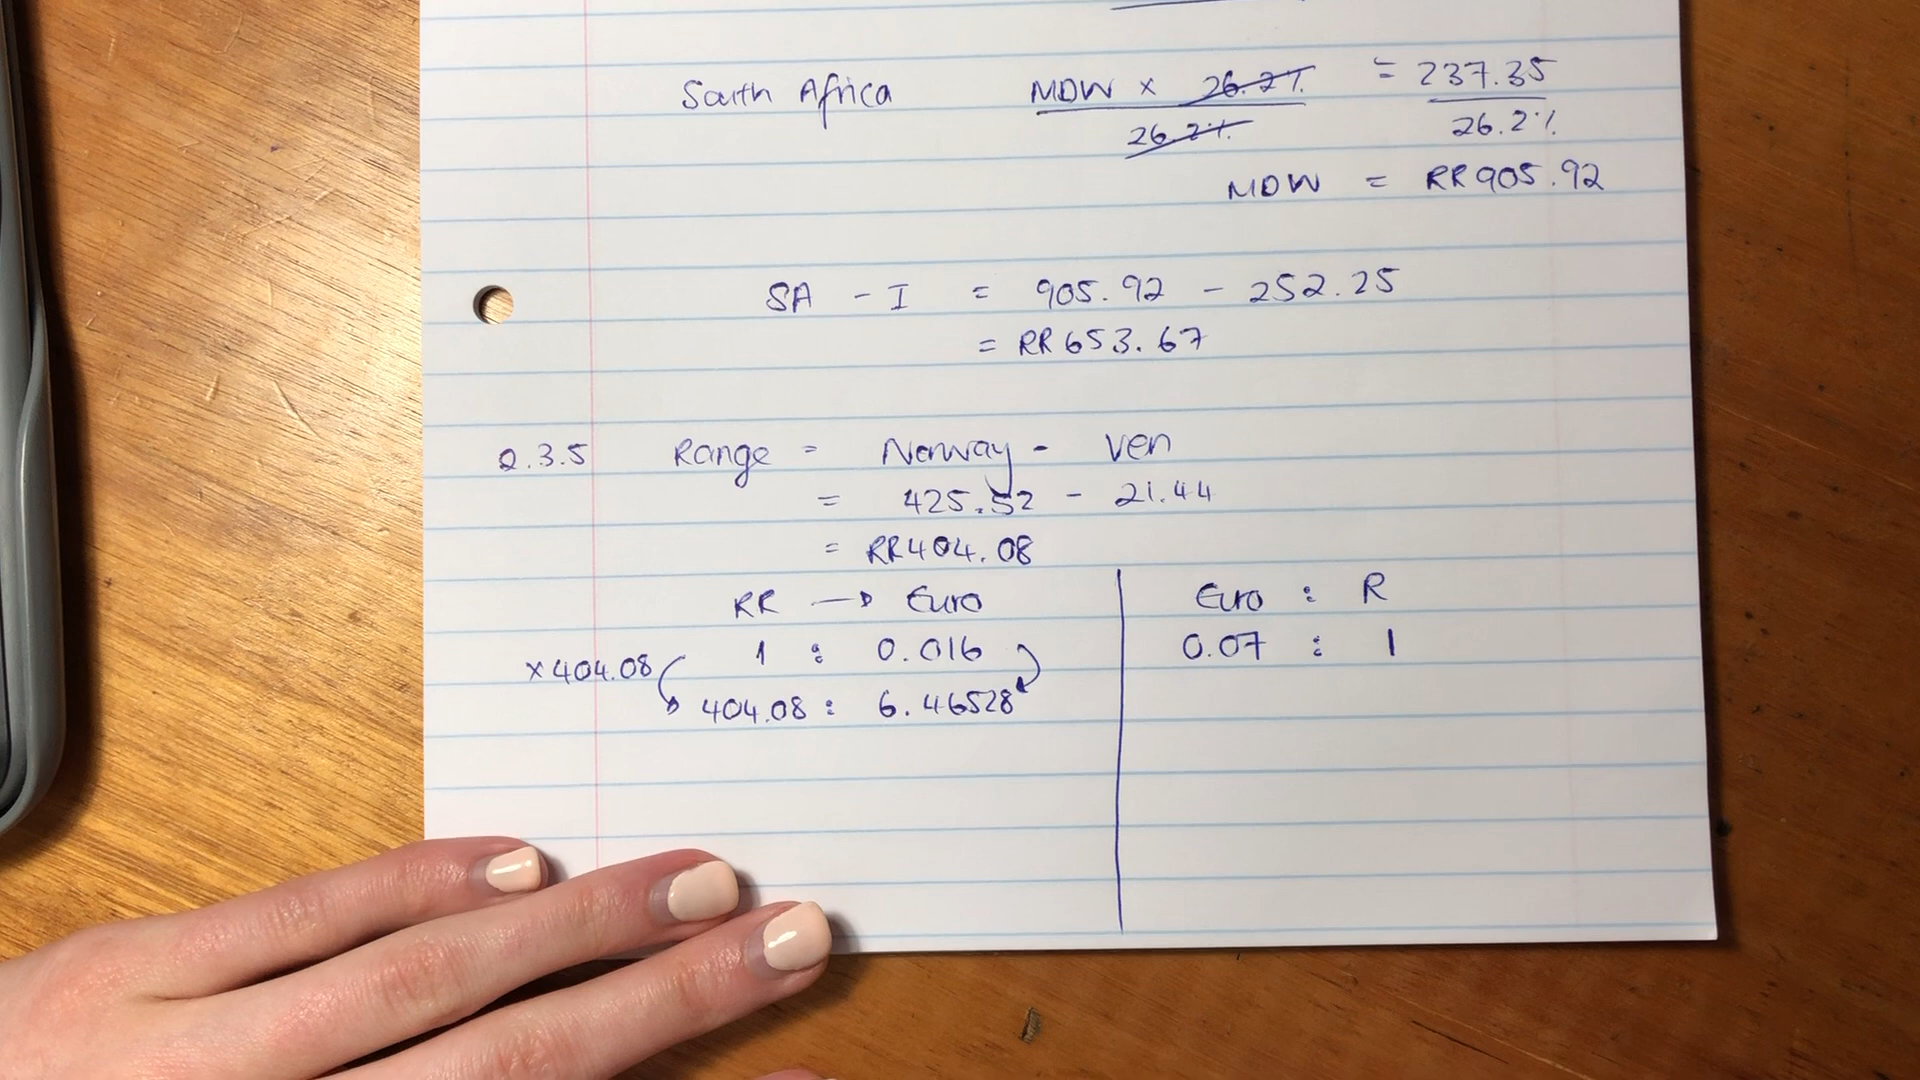 South Africa MDW x 26.2% = 237.35
26.2% 26.2%
MDW = RR905.92
SA - I = 905.92 - 252.25
= RR653.67
2.3.5 Range = Norway - Ven
= 425.52 - 21.44
= RR404.08
RR → Euro
1 : 0.016
x404.08
404.08 : 6.46528
Euro : R
0.07 : 1